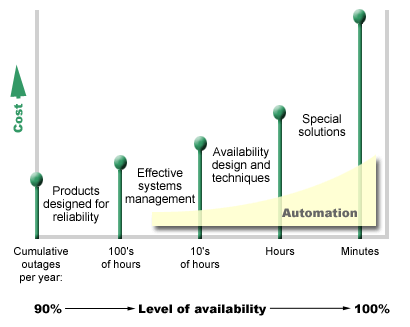 Cost
Special
solutions
Availability
design and
techniques
Effective
systems
management
Products
designed for
reliability
Automation
Cumulative
outages
per year:
100's
of hours
10's
of hours
Hours
Minutes
90%
Level of availability
100%